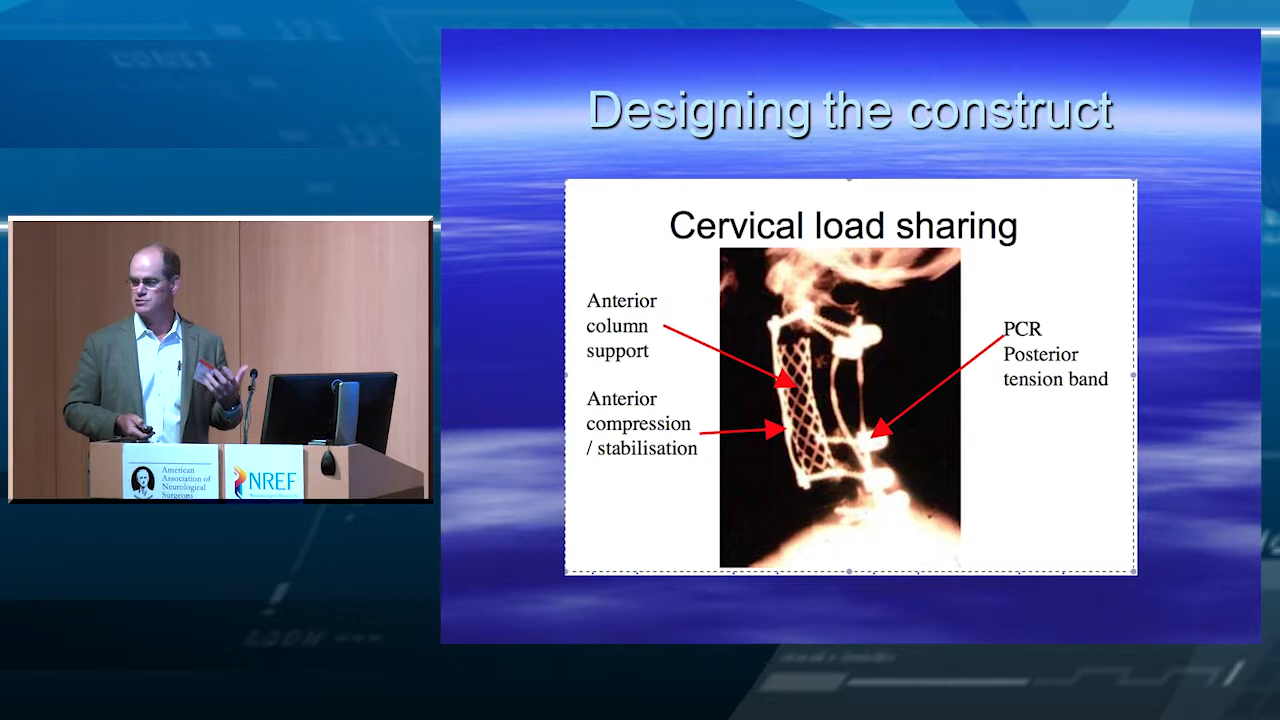 Designing the construct
Cervical load sharing
Anterior
column
support
Anterior
compression
/ stabilisation
PCR
Posterior
tension band
American
Association of
Neurological
Surgeons
NREF
ZOOM